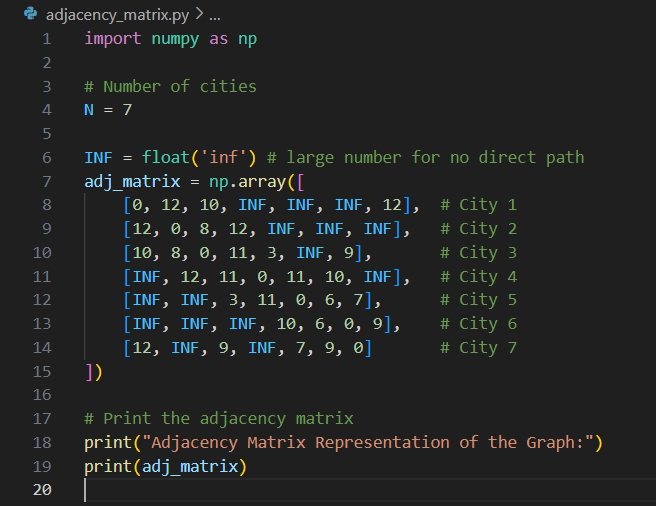 adjacency_matrix.py > ...
1 import numpy as np
2
3 # Number of cities
4 N = 7
5
6 INF = float('inf') # large number for no direct path
7 adj_matrix = np.array([
8     [0, 12, 10, INF, INF, INF, 12],  # City 1
9     [12, 0, 8, 12, INF, INF, INF],   # City 2
10     [10, 8, 0, 11, 3, INF, 9],       # City 3
11     [INF, 12, 11, 0, 11, 10, INF],   # City 4
12     [INF, INF, 3, 11, 0, 6, 7],      # City 5
13     [INF, INF, INF, 10, 6, 0, 9],    # City 6
14     [12, INF, 9, INF, 7, 9, 0]       # City 7
15 ])
16
17 # Print the adjacency matrix
18 print("Adjacency Matrix Representation of the Graph:")
19 print(adj_matrix)
20